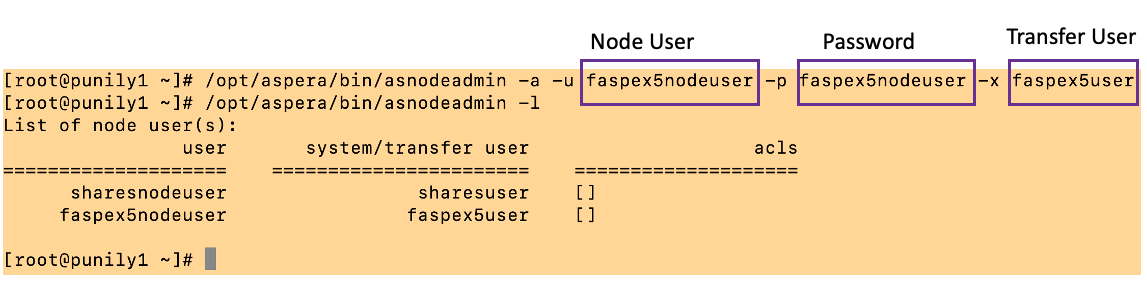 Node User Password Transfer User
[root@punily1 ~]# /opt/aspera/bin/asnodeadmin -a -u faspex5nodeuser -p faspex5nodeuser -x faspex5user
[root@punily1 ~]# /opt/aspera/bin/asnodeadmin -l
List of node user(s):
user system/transfer user acls
==================== ======================= ====================
sharesnodeuser sharesuser []
faspex5nodeuser faspex5user []
[root@punily1 ~]#